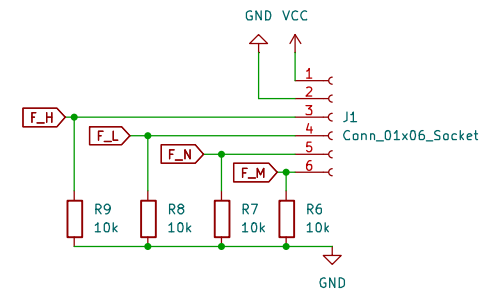 GND VCC
1
2
F_H
3
J1
F_L
4
Conn_01x06_Socket
F_N
5
F_M
6
R9
10k
R8
10k
R7
10k
R6
10k
GND